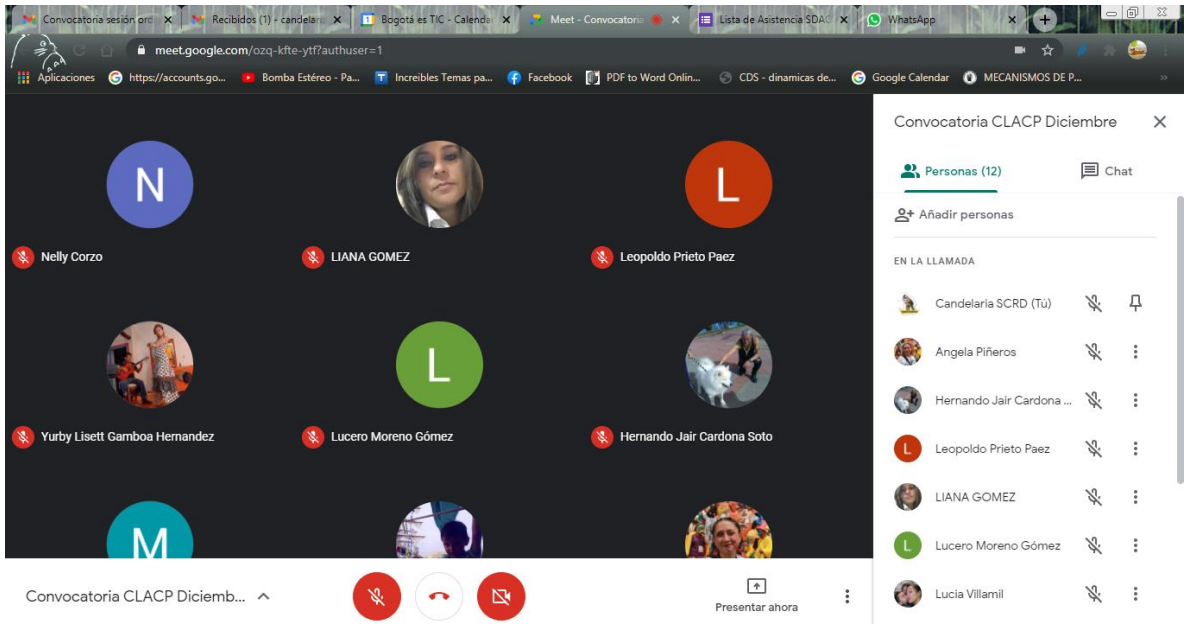 Convocatoria sesión ord
Recibidos (1) - candelari
Bogotá es TIC - Calenda
Meet - Convocatoria
Lista de Asistencia SDAC
WhatsApp
meet.google.com/ozq-kfte-ytf?authuser=1
Aplicaciones
https://accounts.go...
Bomba Estéreo - Pa...
Increibles Temas pa...
Facebook
PDF to Word Onlin...
CDS - dinamicas de...
Google Calendar
MECANISMOS DE P...
N
L
Nelly Corzo
LIANA GOMEZ
Leopoldo Prieto Paez
L
Yurby Lisett Gamboa Hernandez
Lucero Moreno Gómez
Hernando Jair Cardona Soto
M
Convocatoria CLACP Diciemb...
Presentar ahora
Convocatoria CLACP Diciembre
Personas (12)
Chat
Añadir personas
EN LA LLAMADA
Candelaria SCRD (Tú)
Angela Piñeros
Hernando Jair Cardona ...
L
Leopoldo Prieto Paez
LIANA GOMEZ
L
Lucero Moreno Gómez
Lucia Villamil